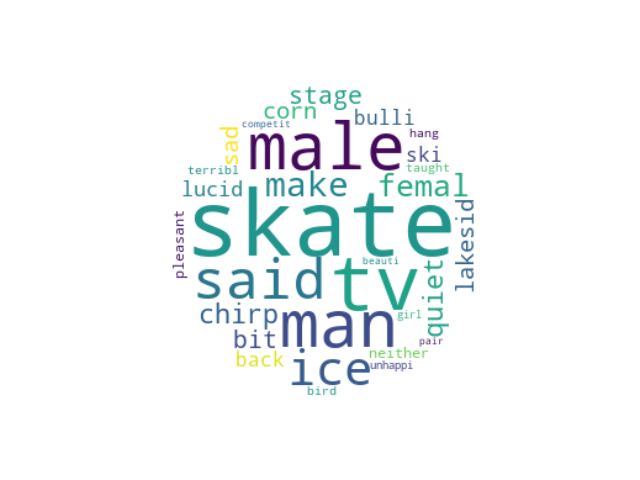 stage
corn
bulli
competit
hang
sad
male
ski
terribl
taught
lucid
make
femal
skate
lakesid
pleasant
beauti
said
tv
quiet
chirp
man
girl
bit
pair
neither
back
ice
unhappi
bird